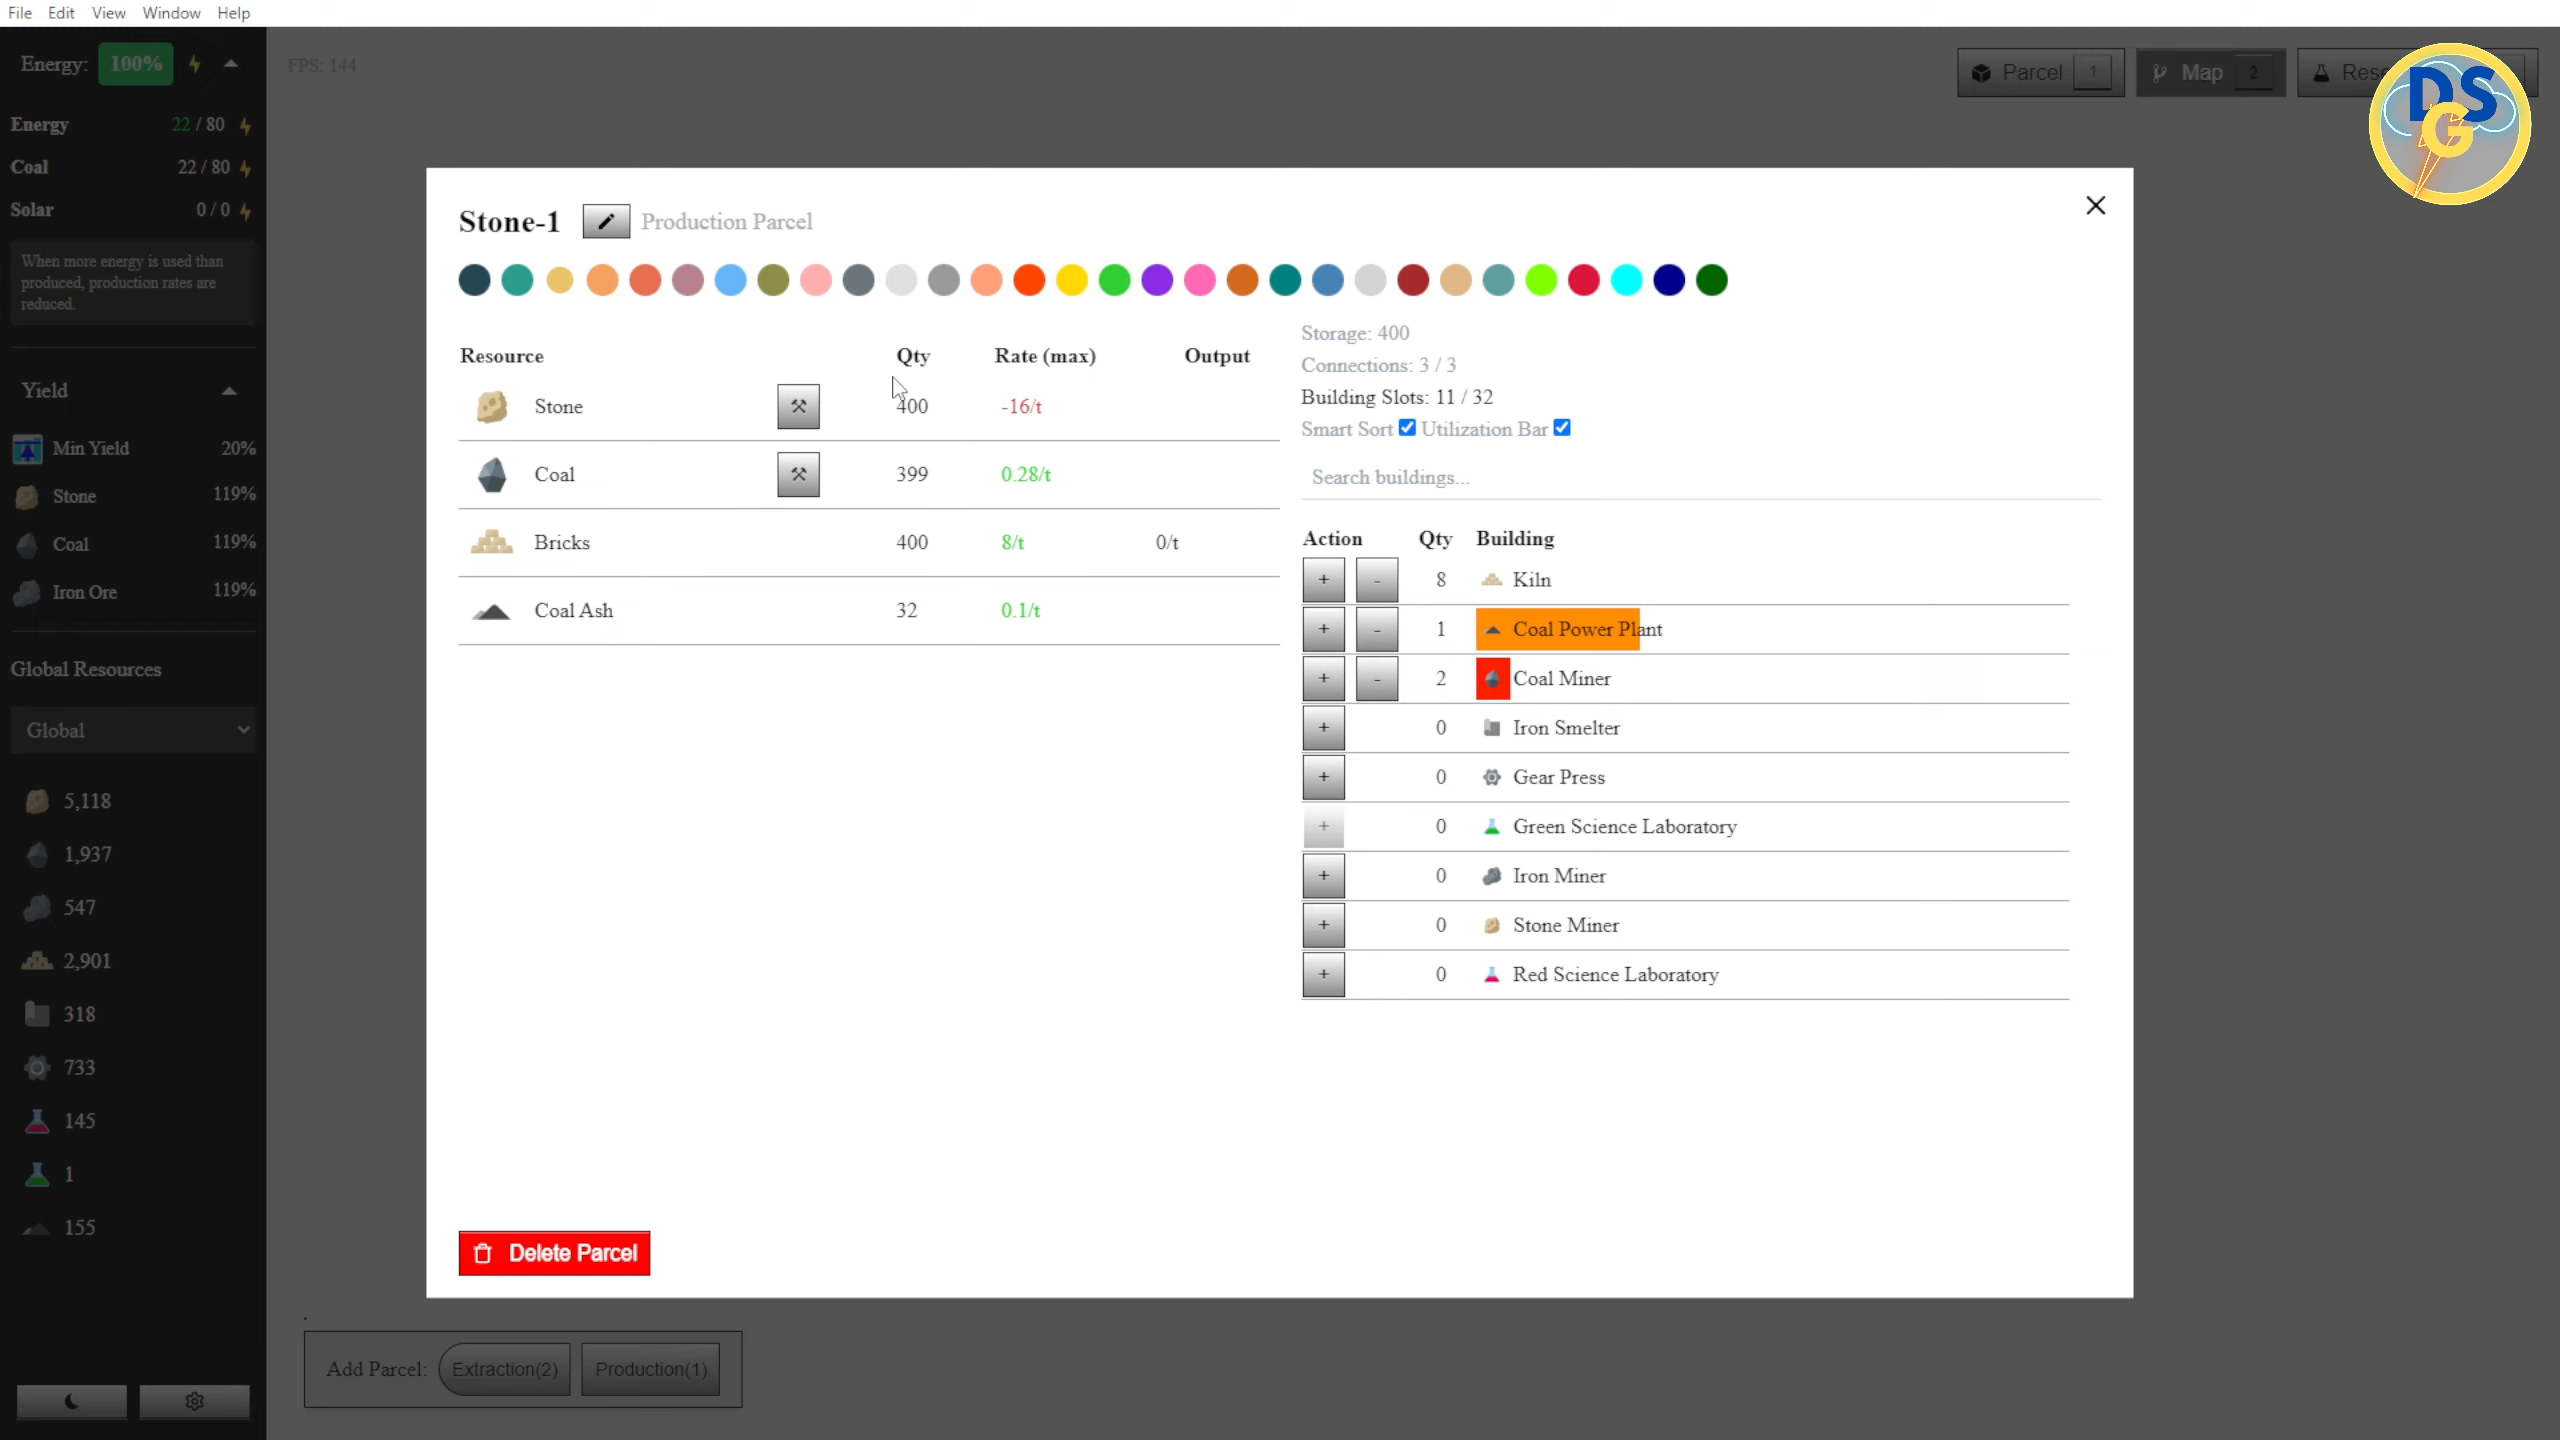 File Edit View Window Help
Energy: 100%
Energy 22 / 80
Coal 22 / 80
Solar 0 / 0
When more energy is used than
produced, production rates are
reduced.
Yield
Min Yield 20%
Stone 119%
Coal 119%
Iron Ore 119%
Global Resources
Global
5,118
1,937
547
2,901
318
733
145
1
155
FPS: 144
Parcel 1
Map 2
DSG
Stone-1 Production Parcel
Resource Qty Rate (max) Output
Stone 400 -16/t
Coal 399 0.28/t
Bricks 400 8/t 0/t
Coal Ash 32 0.1/t
Storage: 400
Connections: 3 / 3
Building Slots: 11 / 32
Smart Sort Utilization Bar
Search buildings...
Action Qty Building
+ - 8 Kiln
+ - 1 Coal Power Plant
+ - 2 Coal Miner
+ 0 Iron Smelter
+ 0 Gear Press
+ 0 Green Science Laboratory
+ 0 Iron Miner
+ 0 Stone Miner
+ 0 Red Science Laboratory
Delete Parcel
Add Parcel: Extraction(2) Production(1)